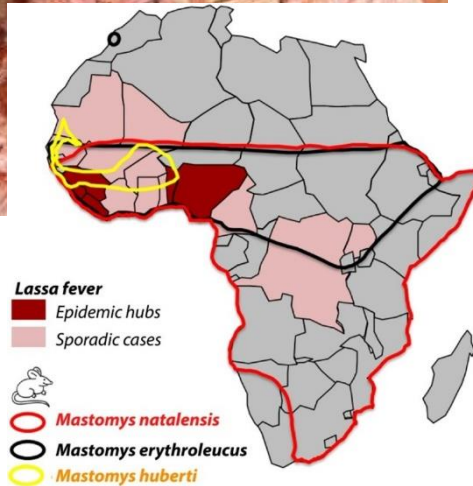 Lassa fever
Epidemic hubs
Sporadic cases
Mastomys natalensis
Mastomys erythroleucus
Mastomys huberti